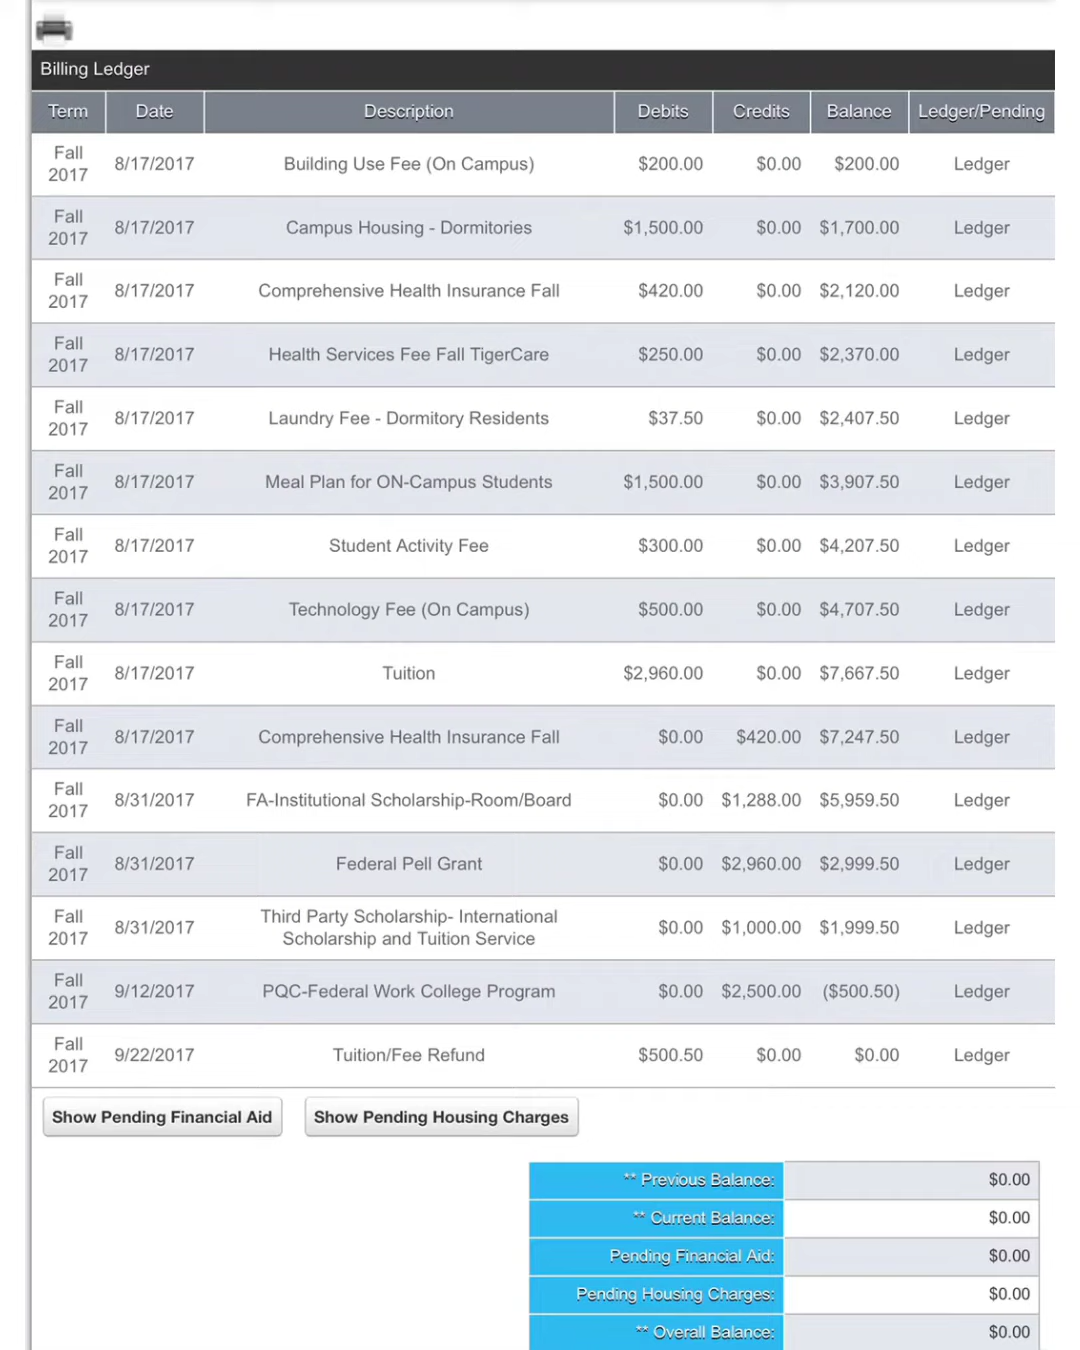 Billing Ledger
Term Date Description Debits Credits Balance Ledger/Pending
Fall 2017 8/17/2017 Building Use Fee (On Campus) $200.00 $0.00 $200.00 Ledger
Fall 2017 8/17/2017 Campus Housing - Dormitories $1,500.00 $0.00 $1,700.00 Ledger
Fall 2017 8/17/2017 Comprehensive Health Insurance Fall $420.00 $0.00 $2,120.00 Ledger
Fall 2017 8/17/2017 Health Services Fee Fall TigerCare $250.00 $0.00 $2,370.00 Ledger
Fall 2017 8/17/2017 Laundry Fee - Dormitory Residents $37.50 $0.00 $2,407.50 Ledger
Fall 2017 8/17/2017 Meal Plan for ON-Campus Students $1,500.00 $0.00 $3,907.50 Ledger
Fall 2017 8/17/2017 Student Activity Fee $300.00 $0.00 $4,207.50 Ledger
Fall 2017 8/17/2017 Technology Fee (On Campus) $500.00 $0.00 $4,707.50 Ledger
Fall 2017 8/17/2017 Tuition $2,960.00 $0.00 $7,667.50 Ledger
Fall 2017 8/17/2017 Comprehensive Health Insurance Fall $0.00 $420.00 $7,247.50 Ledger
Fall 2017 8/31/2017 FA-Institutional Scholarship-Room/Board $0.00 $1,288.00 $5,959.50 Ledger
Fall 2017 8/31/2017 Federal Pell Grant $0.00 $2,960.00 $2,999.50 Ledger
Fall 2017 8/31/2017 Third Party Scholarship- International Scholarship and Tuition Service $0.00 $1,000.00 $1,999.50 Ledger
Fall 2017 9/12/2017 PQC-Federal Work College Program $0.00 $2,500.00 ($500.50) Ledger
Fall 2017 9/22/2017 Tuition/Fee Refund $500.50 $0.00 $0.00 Ledger
Show Pending Financial Aid Show Pending Housing Charges
** Previous Balance: $0.00
** Current Balance: $0.00
Pending Financial Aid: $0.00
Pending Housing Charges: $0.00
** Overall Balance: $0.00